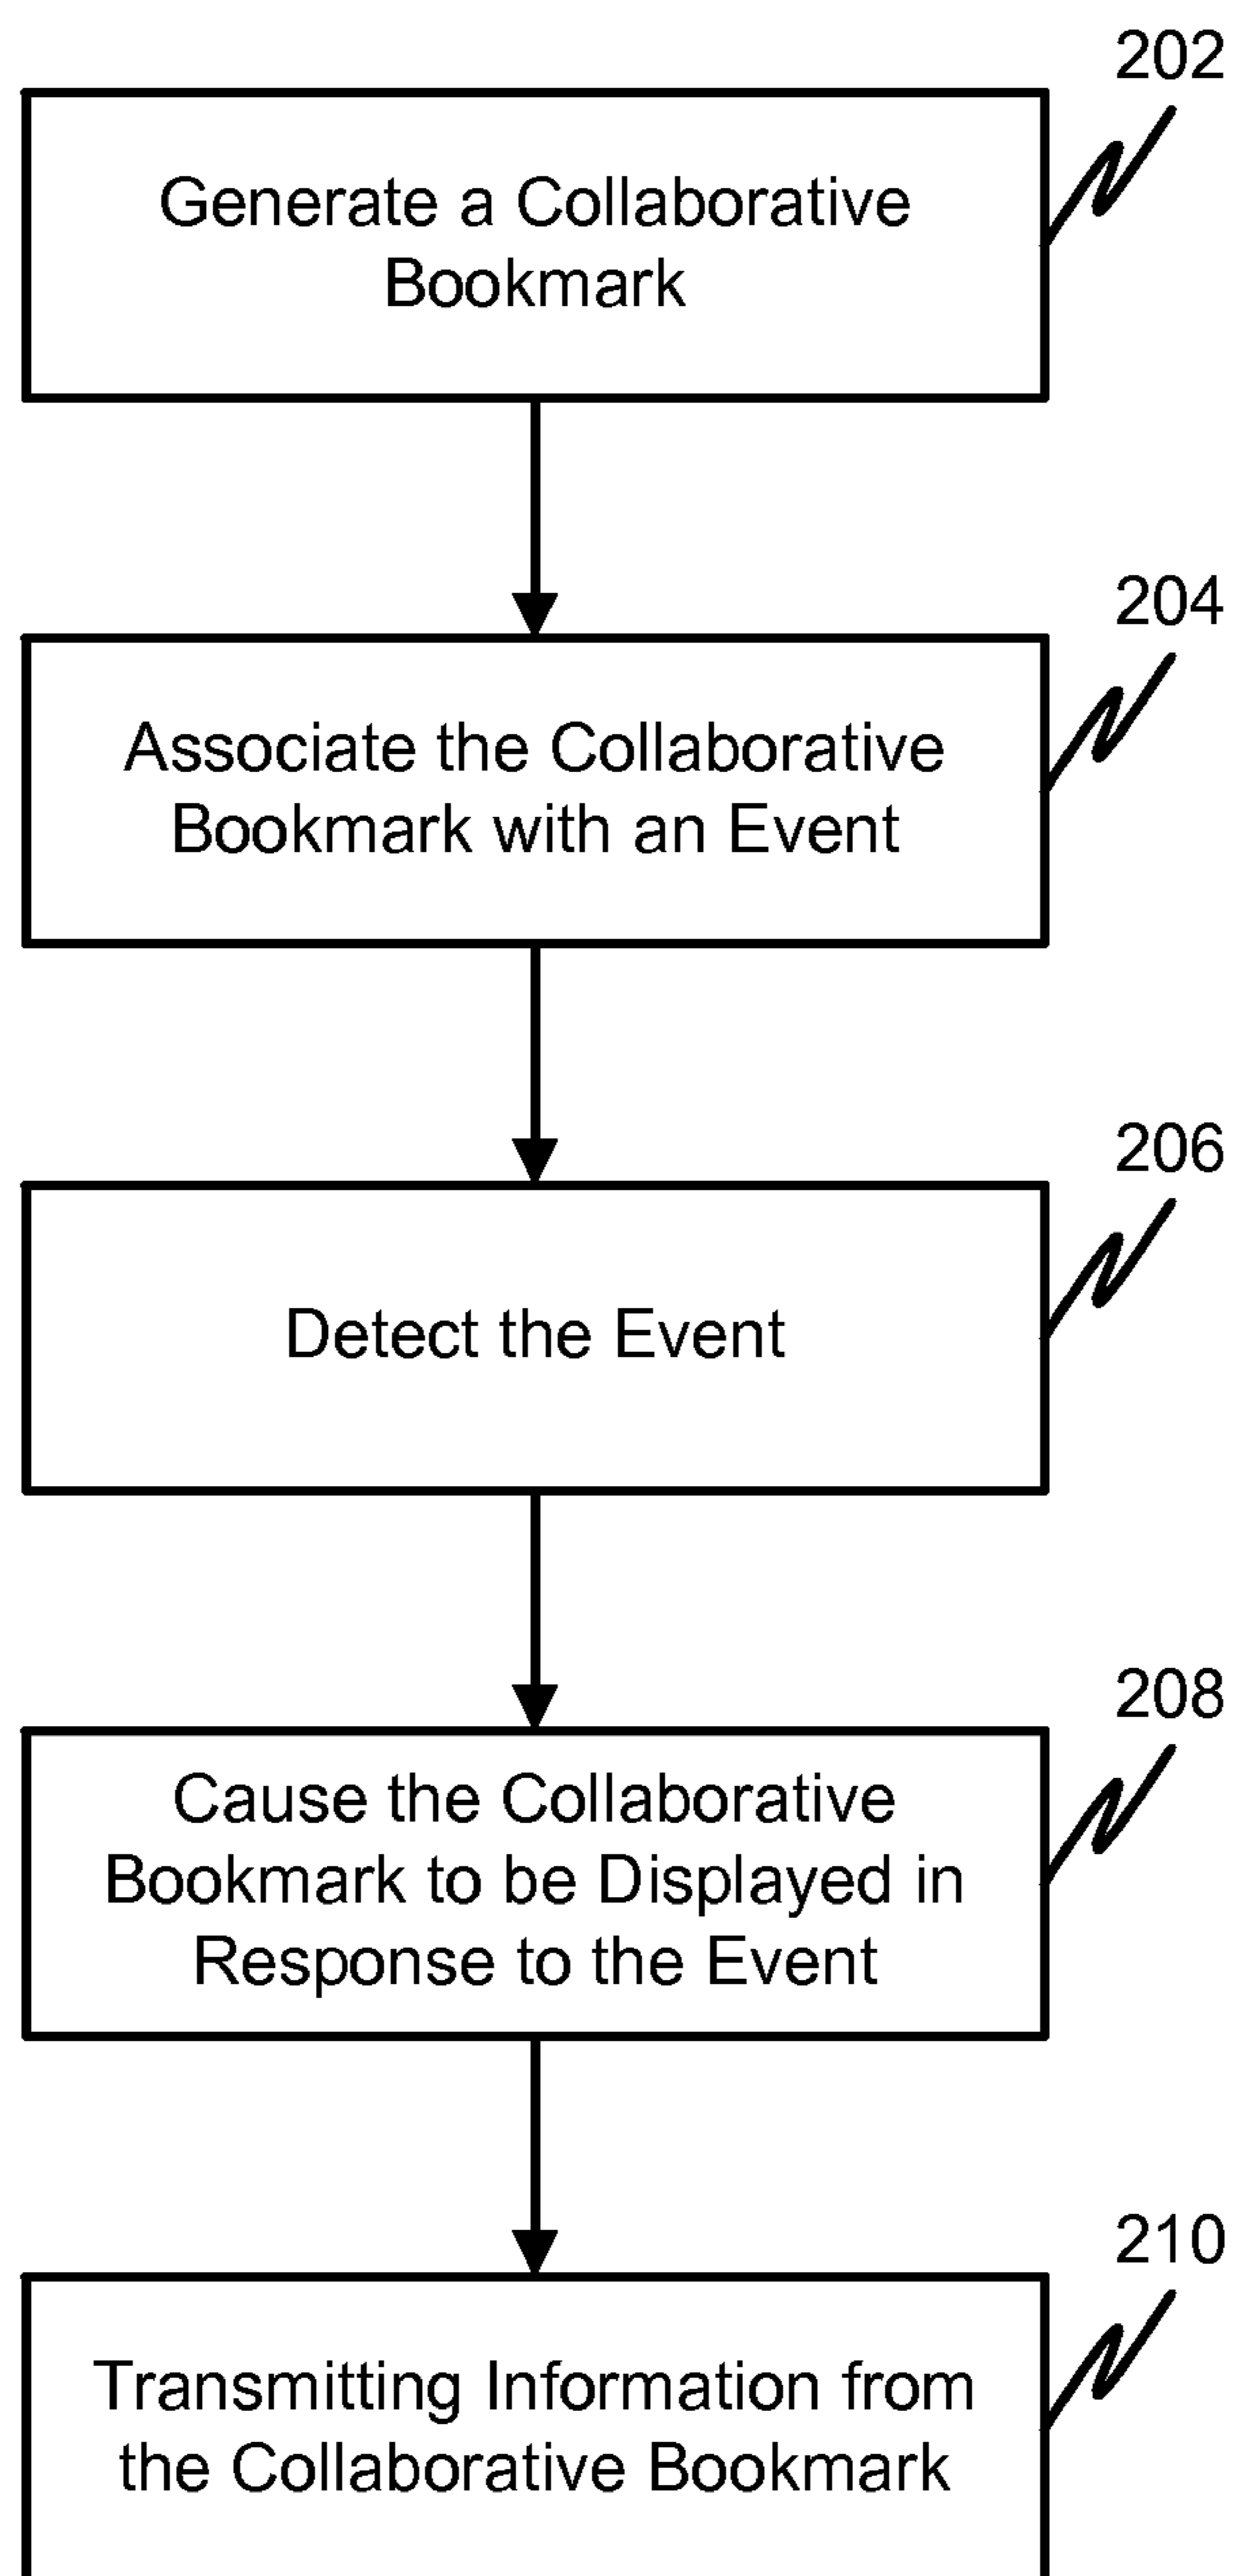 202
Generate a Collaborative
Bookmark
204
Associate the Collaborative
Bookmark with an Event
206
Detect the Event
208
Cause the Collaborative
Bookmark to be Displayed in
Response to the Event
210
Transmitting Information from
the Collaborative Bookmark